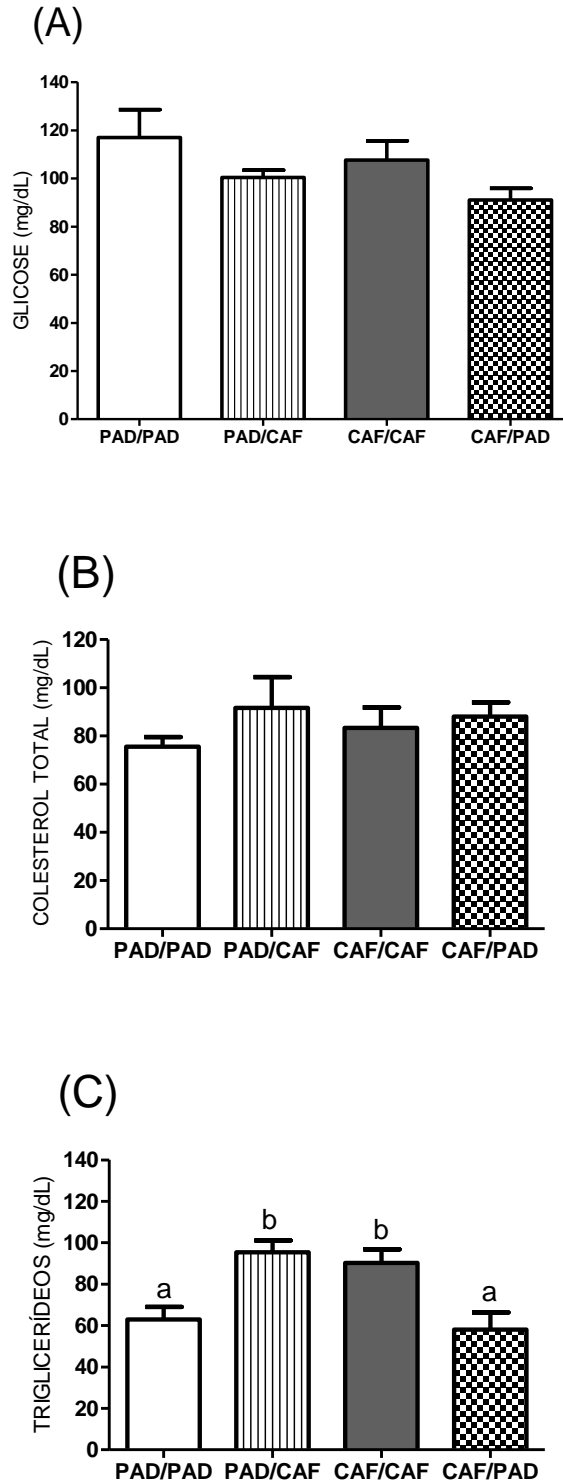 (A)
GLICOSE (mg/dL)
140
120
100
80
60
40
20
0
PAD/PAD PAD/CAF CAF/CAF CAF/PAD
(B)
COLESTEROL TOTAL (mg/dL)
120
100
80
60
40
20
0
PAD/PAD PAD/CAF CAF/CAF CAF/PAD
(C)
TRIGLICERÍDEOS (mg/dL)
140
120
100
80
60
40
20
0
a b b a
PAD/PAD PAD/CAF CAF/CAF CAF/PAD